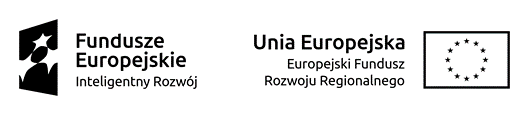 Fundusze
Europejskie
Inteligentny Rozwój
Unia Europejska
Europejski Fundusz
Rozwoju Regionalnego